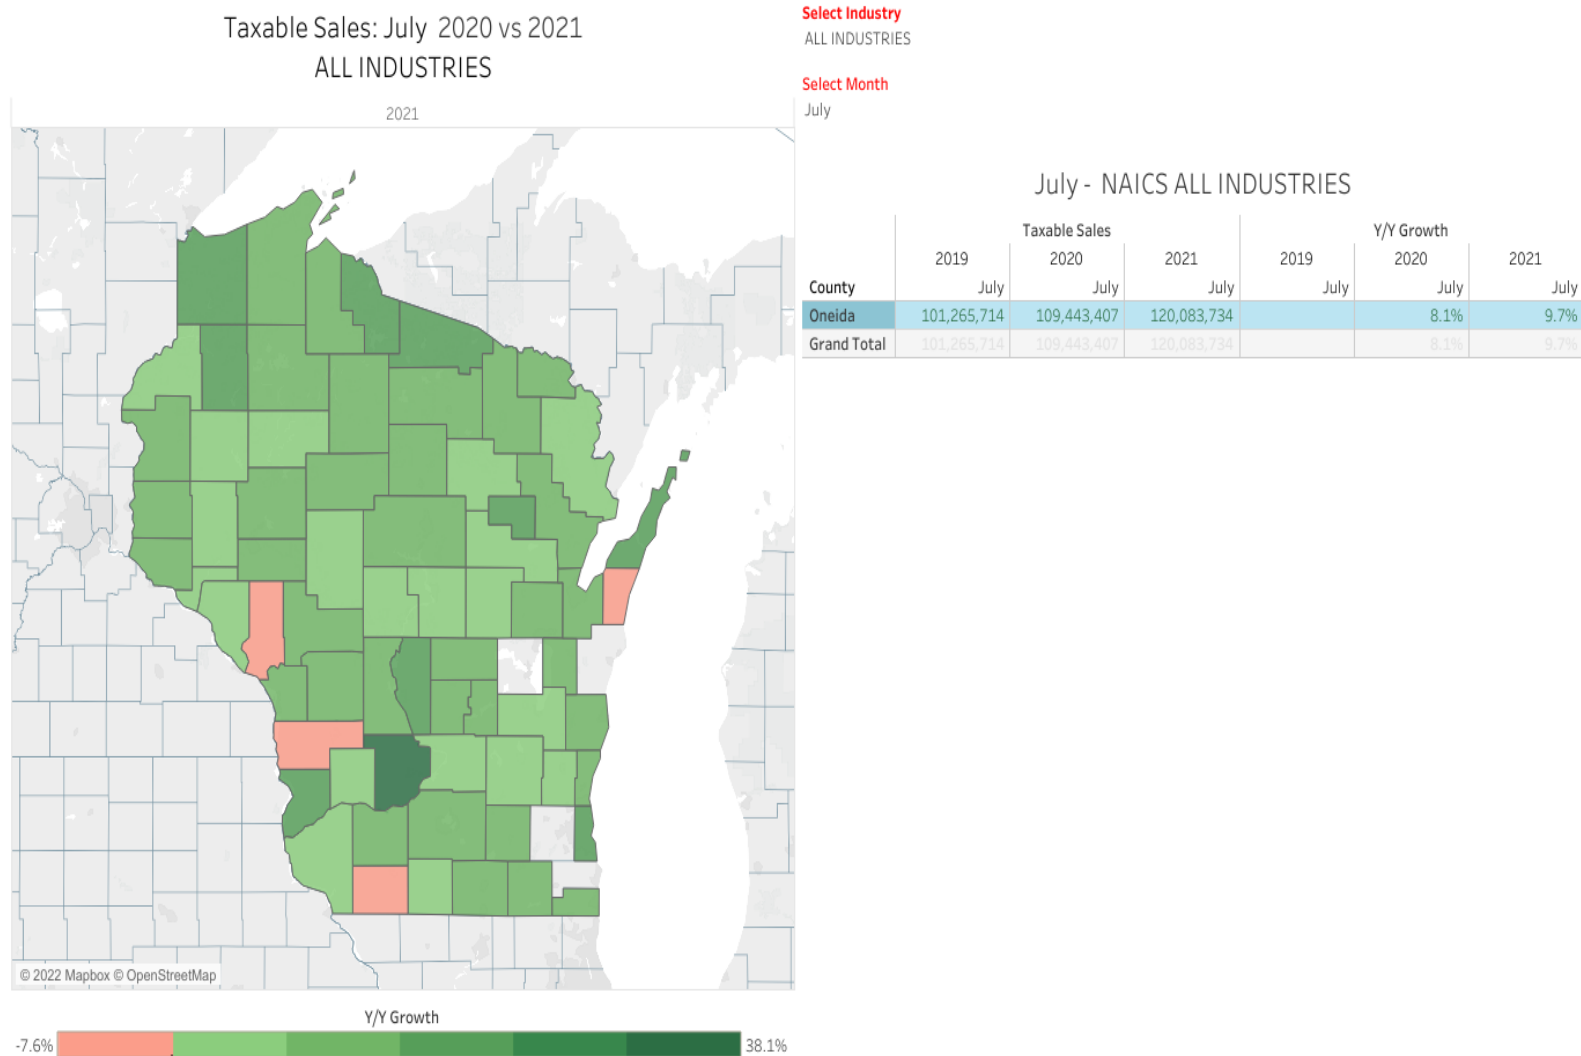 Taxable Sales: July 2020 vs 2021
ALL INDUSTRIES
2021
© 2022 Mapbox © OpenStreetMap
Y/Y Growth
-7.6% 38.1%
Select Industry
ALL INDUSTRIES
Select Month
July
July - NAICS ALL INDUSTRIES
Taxable Sales Y/Y Growth
2019 2020 2021 2019 2020 2021
County July July July July July July
Oneida 101,265,714 109,443,407 120,083,734 8.1% 9.7%
Grand Total 101,265,714 109,443,407 120,083,734 8.1% 9.7%